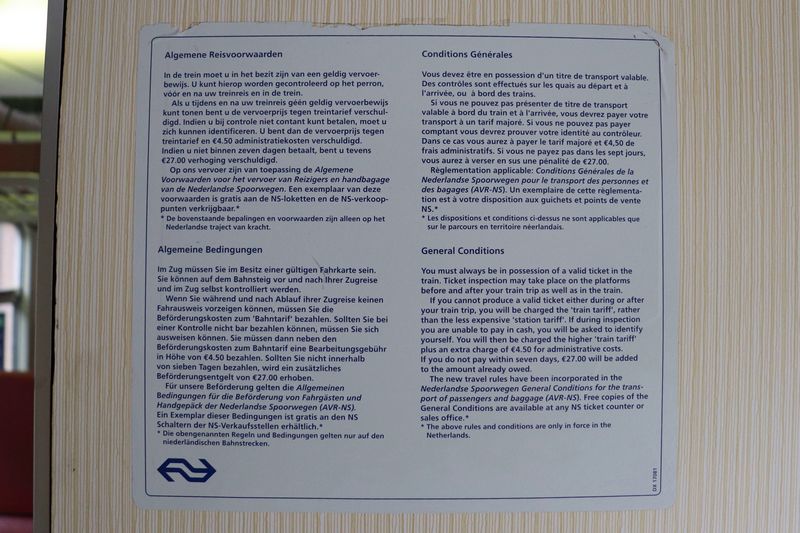 Algemene Reisvoorwaarden
In de trein moet u in het bezit zijn van een geldig vervoer-
bewijs. U kunt hierop worden gecontroleerd op het perron,
vóór en na uw treinreis en in de trein.
Als u tijdens en na uw treinreis géén geldig vervoerbewijs
kunt tonen bent u de vervoerprijs tegen treintarief verschul-
digd. Indien u bij controle niet contant kunt betalen, moet u
zich kunnen identificeren. U bent dan de vervoerprijs tegen
treintarief en €4.50 administratiekosten verschuldigd.
Indien u niet binnen zeven dagen betaalt, bent u tevens
€27.00 verhoging verschuldigd.
Op ons vervoer zijn van toepassing de Algemene
Voorwaarden voor het vervoer van Reizigers en handbagage
van de Nederlandse Spoorwegen. Een exemplaar van deze
voorwaarden is gratis aan de NS-loketten en de NS-verkoop-
punten verkrijgbaar.*
* De bovenstaande bepalingen en voorwaarden zijn alleen op het
Nederlandse traject van kracht.
Conditions Générales
Vous devez être en possession d'un titre de transport valable.
Des contrôles sont effectués sur les quais au départ et à
l'arrivée, ou à bord des trains.
Si vous ne pouvez pas présenter de titre de transport
valable à bord du train et à l'arrivée, vous devrez payer votre
transport à un tarif majoré. Si vous ne pouvez pas payer
comptant vous devrez prouver votre identité au contrôleur.
Dans ce cas vous aurez à payer le tarif majoré et €4,50 de
frais administratifs. Si vous ne payez pas dans les sept jours,
vous aurez à verser en sus une pénalité de €27.00.
Règlementation applicable: Conditions Générales de la
Nederlandse Spoorwegen pour le transport des personnes et
des bagages (AVR-NS). Un exemplaire de cette règlementa-
tion est à votre disposition aux guichets et points de vente
NS.*
* Les dispositions et conditions ci-dessus ne sont applicables que
sur le parcours en territoire néerlandais.
Algemeine Bedingungen
Im Zug müssen Sie im Besitz einer gültigen Fahrkarte sein.
Sie können auf dem Bahnsteig vor und nach Ihrer Zugreise
und im Zug selbst kontrolliert werden.
Wenn Sie während und nach Ablauf ihrer Zugreise keinen
Fahrausweis vorzeigen können, müssen Sie die
Beförderungskosten zum 'Bahntarif' bezahlen. Sollten Sie bei
einer Kontrolle nicht bar bezahlen können, müssen Sie sich
ausweisen können. Sie müssen dann neben den
Beförderungskosten zum Bahntarif eine Bearbeitungsgebühr
in Höhe von €4.50 bezahlen. Sollten Sie nicht innerhalb
von sieben Tagen bezahlen, wird ein zusätzliches
Beförderungsentgelt von €27.00 erhoben.
Für unsere Beförderung gelten die Allgemeinen
Bedingungen für die Beförderung von Fahrgästen und
Handgepäck der Nederlandse Spoorwegen (AVR-NS).
Ein Exemplar dieser Bedingungen ist gratis an den NS
Schaltern der NS-Verkaufsstellen erhältlich.*
* Die obengenannten Regeln und Bedingungen gelten nur auf den
niederländischen Bahnstrecken.
General Conditions
You must always be in possession of a valid ticket in the
train. Ticket inspection may take place on the platforms
before and after your train trip as well as in the train.
If you cannot produce a valid ticket either during or after
your train trip, you will be charged the 'train tariff', rather
than the less expensive 'station tariff'. If during inspection
you are unable to pay in cash, you will be asked to identify
yourself. You will then be charged the higher 'train tariff'
plus an extra charge of €4.50 for administrative costs.
If you do not pay within seven days, €27.00 will be added
to the amount already owed.
The new travel rules have been incorporated in the
Nederlandse Spoorwegen General Conditions for the trans-
port of passengers and baggage (AVR-NS). Free copies of the
General Conditions are available at any NS ticket counter or
sales office.*
* The above rules and conditions are only in force in the
Netherlands.
DX 17081